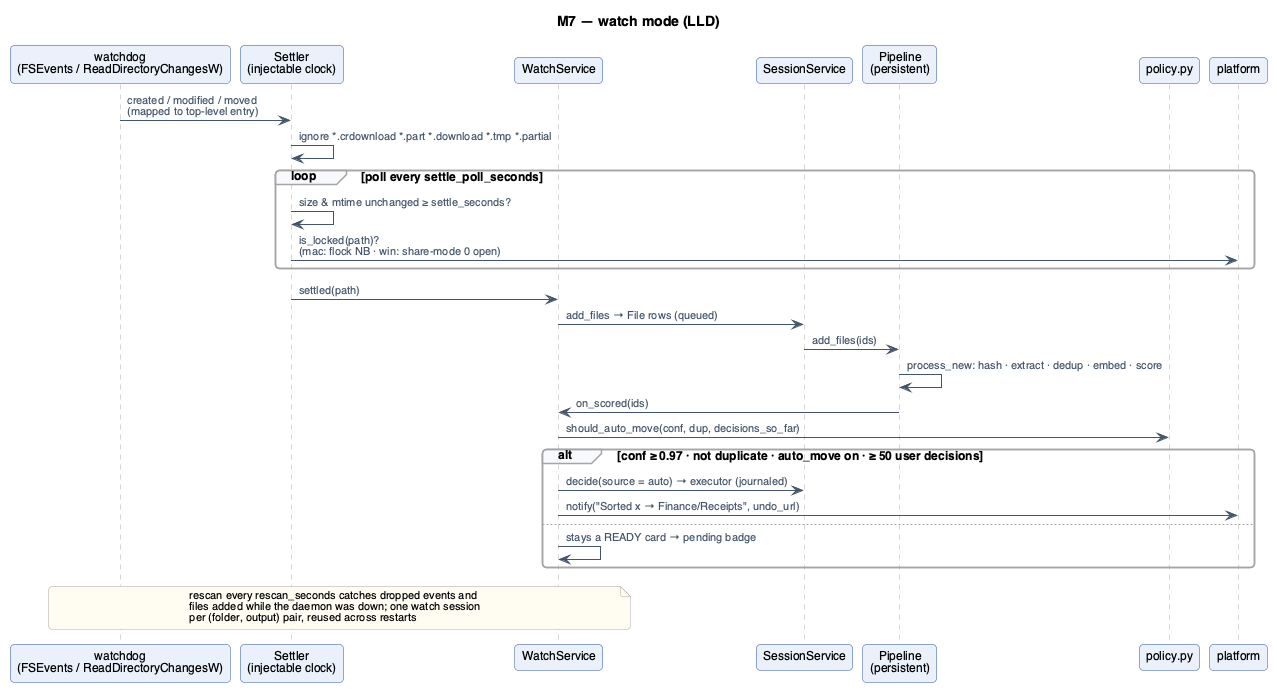 M7 — watch mode (LLD)
watchdog
(FSEvents / ReadDirectoryChangesW)
Settler
(injectable clock)
WatchService
SessionService
Pipeline
(persistent)
policy.py
platform
created / modified / moved
(mapped to top-level entry)
ignore *.crdownload *.part *.download *.tmp *.partial
loop
[poll every settle_poll_seconds]
size & mtime unchanged ≥ settle_seconds?
is_locked(path)?
(mac: flock NB · win: share-mode 0 open)
settled(path)
add_files → File rows (queued)
add_files(ids)
process_new: hash · extract · dedup · embed · score
on_scored(ids)
should_auto_move(conf, dup, decisions_so_far)
alt
[conf ≥ 0.97 · not duplicate · auto_move on · ≥ 50 user decisions]
decide(source = auto) → executor (journaled)
notify("Sorted x → Finance/Receipts", undo_url)
stays a READY card → pending badge
rescan every rescan_seconds catches dropped events and
files added while the daemon was down; one watch session
per (folder, output) pair, reused across restarts
watchdog
(FSEvents / ReadDirectoryChangesW)
Settler
(injectable clock)
WatchService
SessionService
Pipeline
(persistent)
policy.py
platform